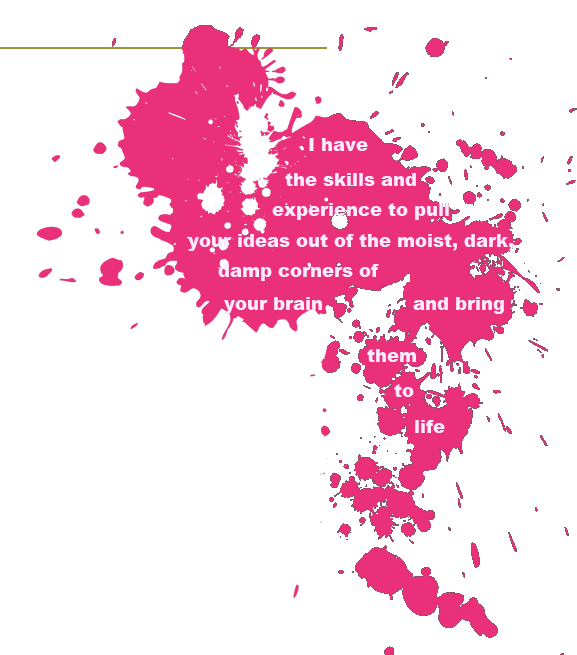 I have
the skills and
experience to pull
your ideas out of the moist, dark,
damp corners of
your brain and bring
them
to
life